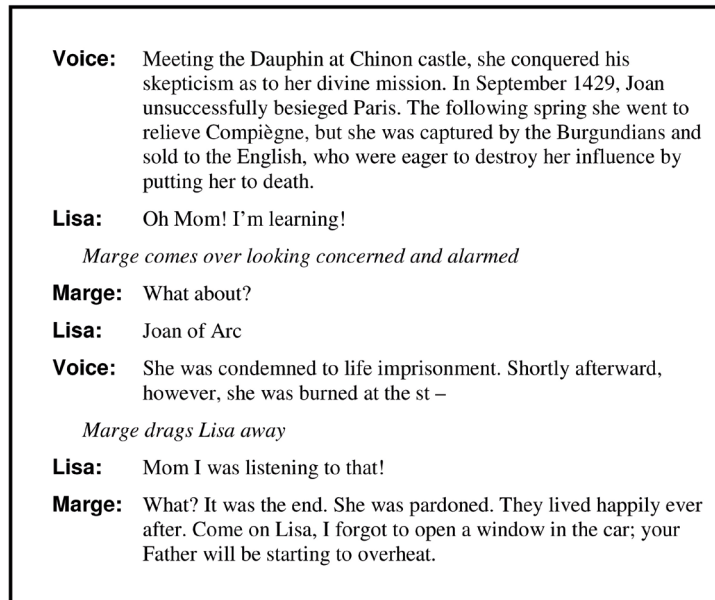 Voice: Meeting the Dauphin at Chinon castle, she conquered his
skepticism as to her divine mission. In September 1429, Joan
unsuccessfully besieged Paris. The following spring she went to
relieve Compiègne, but she was captured by the Burgundians and
sold to the English, who were eager to destroy her influence by
putting her to death.
Lisa: Oh Mom! I'm learning!
Marge comes over looking concerned and alarmed
Marge: What about?
Lisa: Joan of Arc
Voice: She was condemned to life imprisonment. Shortly afterward,
however, she was burned at the st –
Marge drags Lisa away
Lisa: Mom I was listening to that!
Marge: What? It was the end. She was pardoned. They lived happily ever
after. Come on Lisa, I forgot to open a window in the car; your
Father will be starting to overheat.